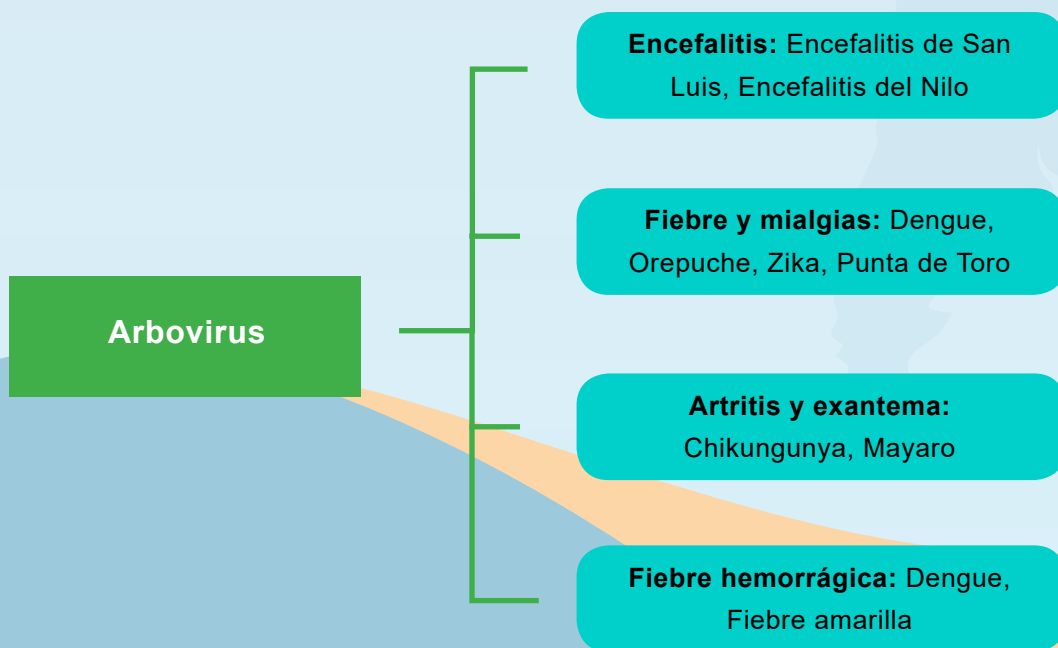 Encefalitis: Encefalitis de San
Luis, Encefalitis del Nilo
Fiebre y mialgias: Dengue,
Orepuche, Zika, Punta de Toro
Arbovirus
Artritis y exantema:
Chikungunya, Mayaro
Fiebre hemorrágica: Dengue,
Fiebre amarilla